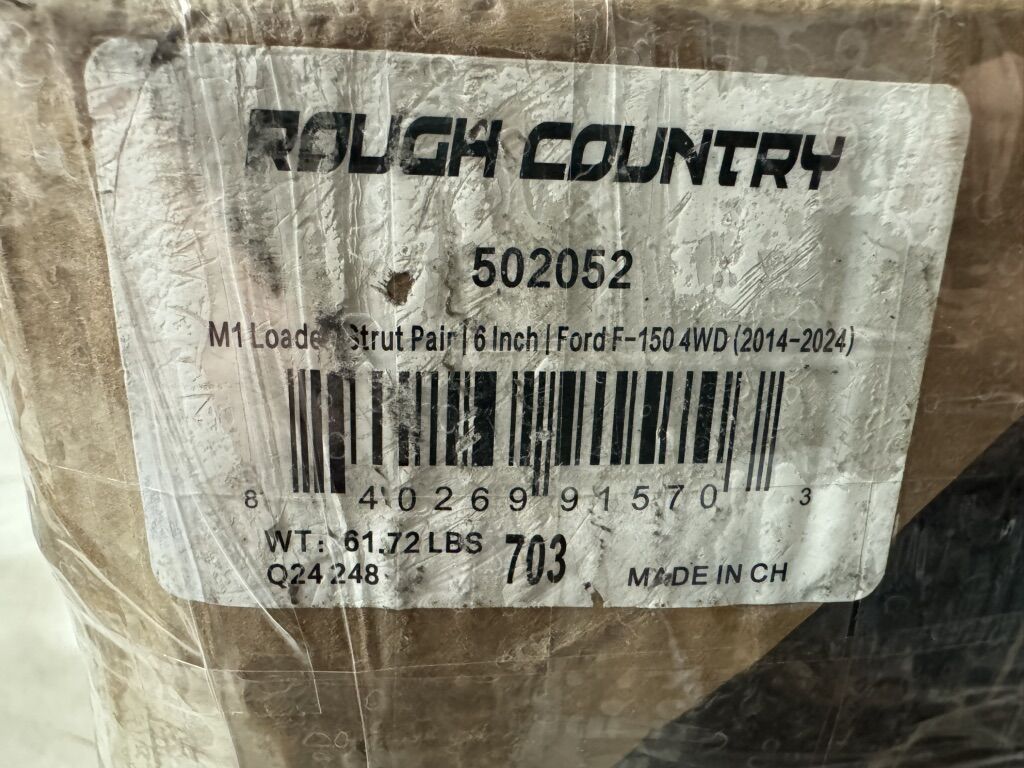 ROUGH COUNTRY
502052
M1 Loaded Strut Pair | 6 Inch | Ford F-150 4WD (2014-2024)
8 40269 91570 3
WT: 61.72 LBS 703
Q24 248 MADE IN CH